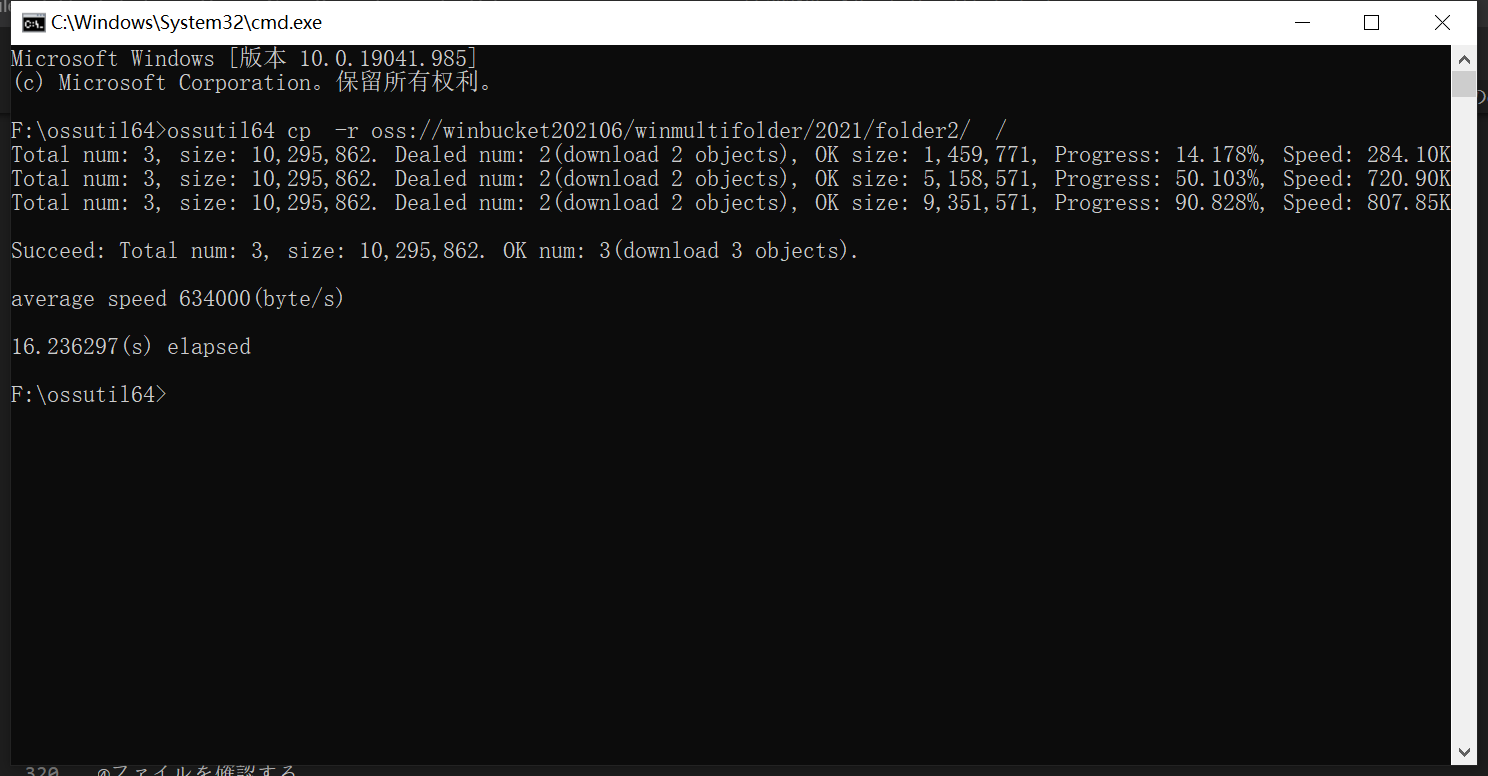 C:\Windows\System32\cmd.exe
Microsoft Windows [版本 10.0.19041.985]
(c) Microsoft Corporation。保留所有权利。
F:\ossutil64>ossutil64 cp  -r oss://winbucket202106/winmultifolder/2021/folder2/  /
Total num: 3, size: 10,295,862. Dealed num: 2(download 2 objects), OK size: 1,459,771, Progress: 14.178%, Speed: 284.10K
Total num: 3, size: 10,295,862. Dealed num: 2(download 2 objects), OK size: 5,158,571, Progress: 50.103%, Speed: 720.90K
Total num: 3, size: 10,295,862. Dealed num: 2(download 2 objects), OK size: 9,351,571, Progress: 90.828%, Speed: 807.85K
Succeed: Total num: 3, size: 10,295,862. OK num: 3(download 3 objects).
average speed 634000(byte/s)
16.236297(s) elapsed
F:\ossutil64>
320 @ファイルを確認する